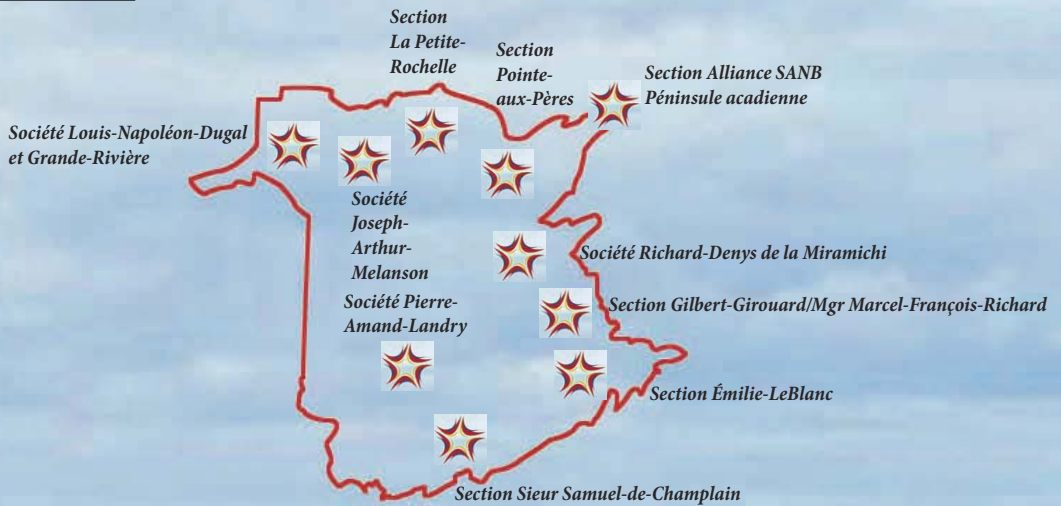 Section
La Petite-
Rochelle
Section
Pointe-
aux-Pères
Section Alliance SANB
Péninsule acadienne
Société Louis-Napoléon-Dugal
et Grande-Rivière
Société
Joseph-
Arthur-
Melanson
Société Richard-Denys de la Miramichi
Société Pierre-
Amand-Landry
Section Gilbert-Girouard/Mgr Marcel-François-Richard
Section Émilie-LeBlanc
Section Sieur Samuel-de-Champlain